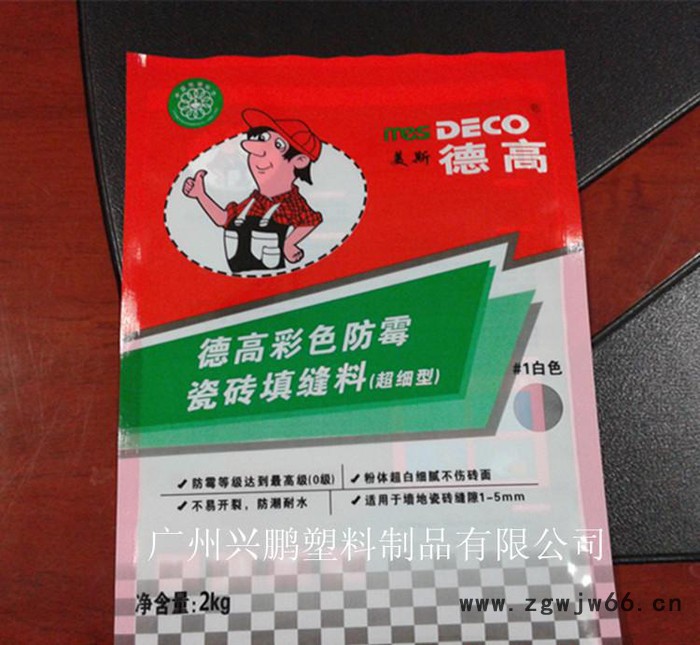 mes DECO
美斯 德高
德高彩色防霉
瓷砖填缝料(超细型)
#1白色
✓ 防霉等级达到最高级(0级)
✓ 粉体超白细腻不伤砖面
✓ 不易开裂，防潮耐水
✓ 适用于墙地瓷砖缝隙1-5mm
广州兴鹏塑料制品有限公司
净含量:2kg
www.zgwjw66.cn